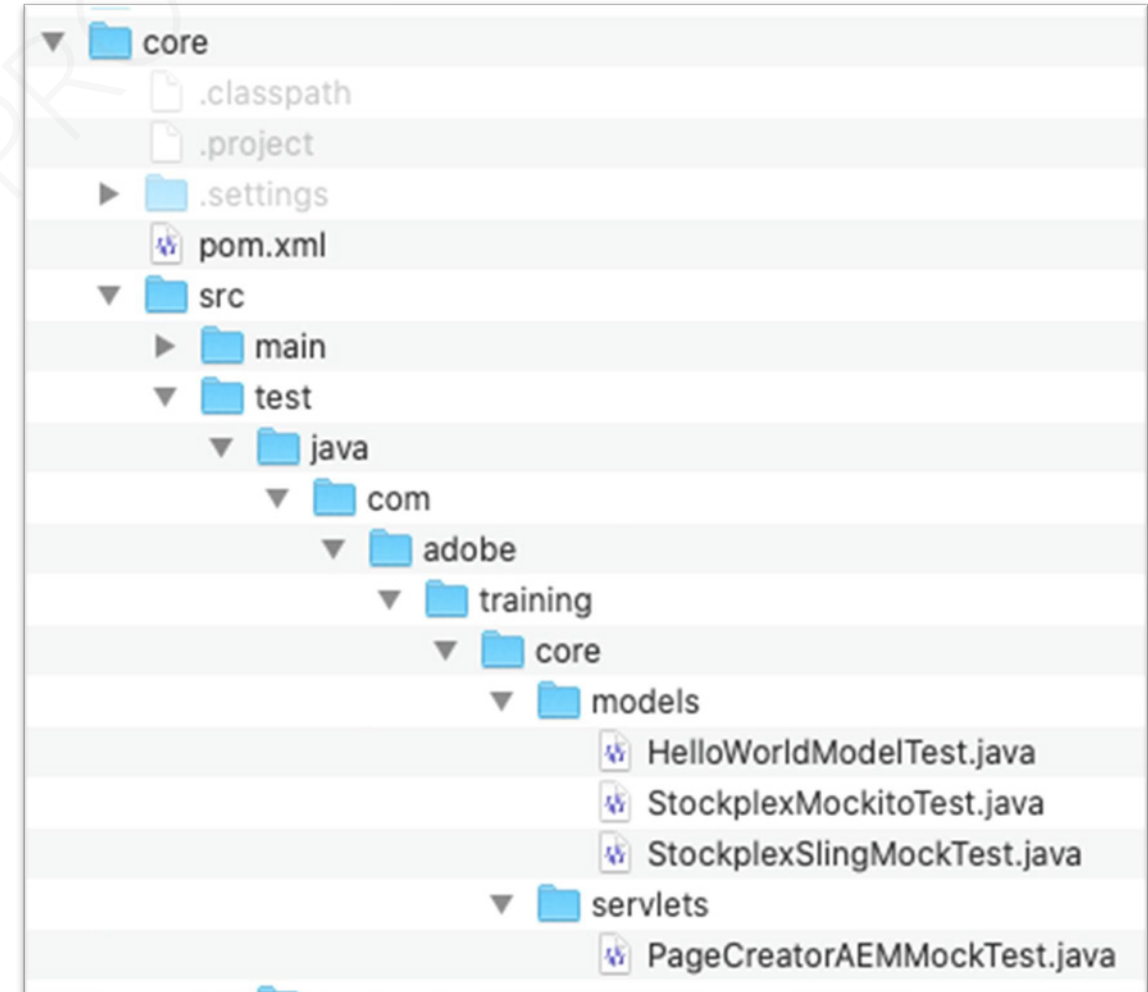 core
.classpath
.project
.settings
pom.xml
src
main
test
java
com
adobe
training
core
models
HelloWorldModelTest.java
StockplexMockitoTest.java
StockplexSlingMockTest.java
servlets
PageCreatorAEMMockTest.java